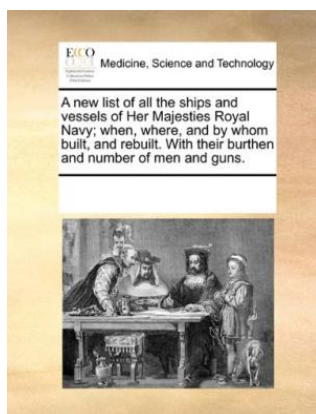 ECCO
Medicine, Science and Technology
A new list of all the ships and
vessels of Her Majesties Royal
Navy; when, where, and by whom
built, and rebuilt. With their burthen
and number of men and guns.